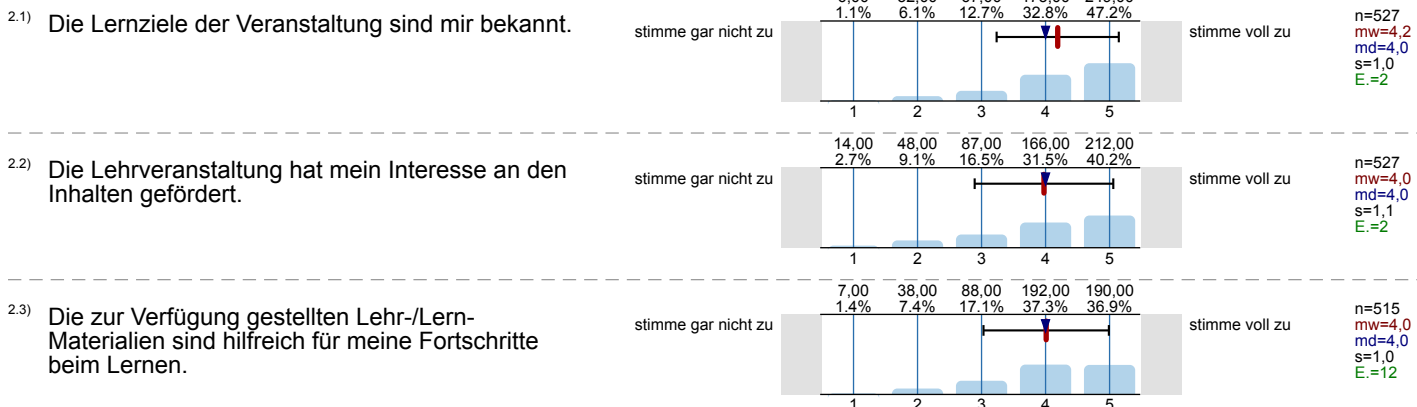 1.1% 6.1% 12.7% 32.8% 47.2%
2.1) Die Lernziele der Veranstaltung sind mir bekannt.
stimme gar nicht zu
stimme voll zu
n=527
mw=4,2
md=4,0
s=1,0
E.=2
1 2 3 4 5
14,00 48,00 87,00 166,00 212,00
2.7% 9.1% 16.5% 31.5% 40.2%
2.2) Die Lehrveranstaltung hat mein Interesse an den
Inhalten gefördert.
stimme gar nicht zu
stimme voll zu
n=527
mw=4,0
md=4,0
s=1,1
E.=2
1 2 3 4 5
7,00 38,00 88,00 192,00 190,00
1.4% 7.4% 17.1% 37.3% 36.9%
2.3) Die zur Verfügung gestellten Lehr-/Lern-
Materialien sind hilfreich für meine Fortschritte
beim Lernen.
stimme gar nicht zu
stimme voll zu
n=515
mw=4,0
md=4,0
s=1,0
E.=12
1 2 3 4 5